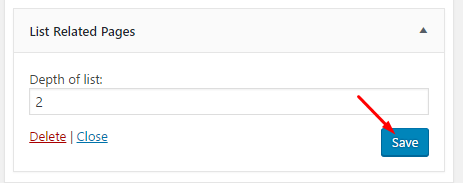 List Related Pages
Depth of list:
2
Delete | Close
Save